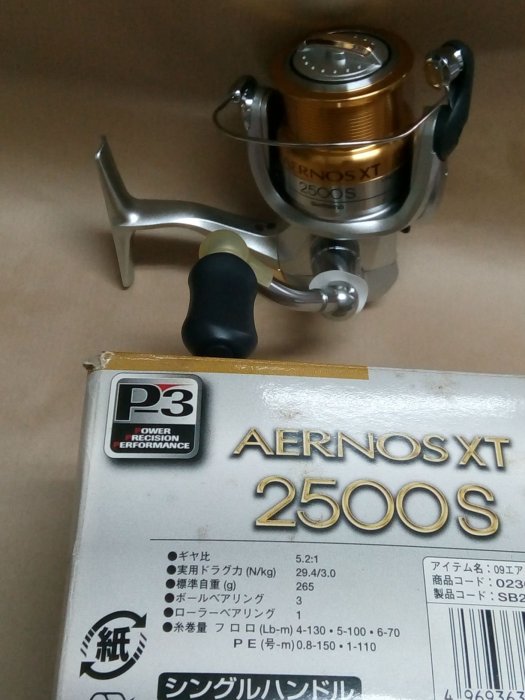 AERNOS XT
2500S
SHIMANO
P-3
POWER
PRECISION
PERFORMANCE
AERNOS XT
2500S
●ギヤ比 5.2:1
●実用ドラグ力(N/kg) 29.4/3.0
●標準自重(g) 265
●ボールベアリング 3
●ローラーベアリング 1
●糸巻量 フロロ(Lb-m) 4-130・5-100・6-70
PE(号-m) 0.8-150・1-110
アイテム名:09エア
商品コード:023
製品コード:SB2
紙
シングルハンドル
4 969363